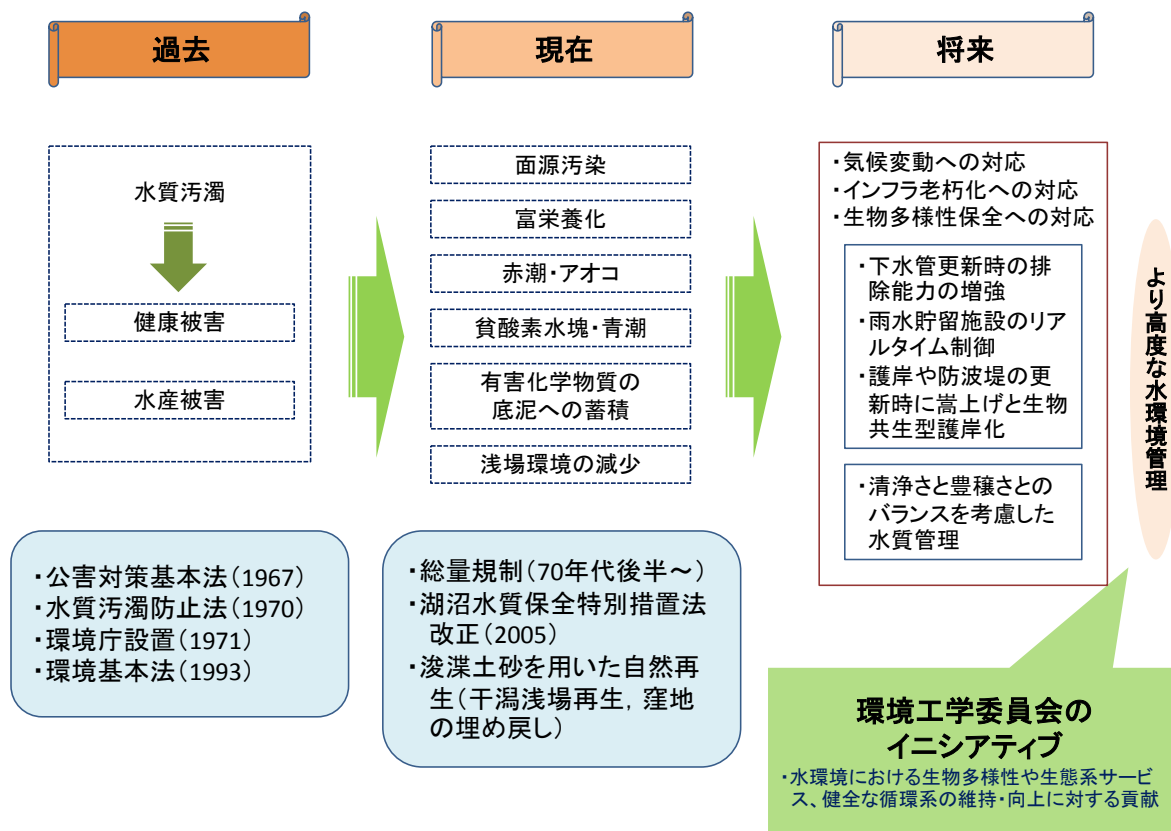 過去
水質汚濁
健康被害
水産被害
・公害対策基本法（1967）
・水質汚濁防止法（1970）
・環境庁設置（1971）
・環境基本法（1993）
現在
面源汚染
富栄養化
赤潮・アオコ
貧酸素水塊・青潮
有害化学物質の
底泥への蓄積
浅場環境の減少
・総量規制（70年代後半～）
・湖沼水質保全特別措置法
改正（2005）
・浚渫土砂を用いた自然再
生（干潟浅場再生，窪地
の埋め戻し）
将来
・気候変動への対応
・インフラ老朽化への対応
・生物多様性保全への対応
・下水管更新時の排
除能力の増強
・雨水貯留施設のリア
ルタイム制御
・護岸や防波堤の更
新時に嵩上げと生物
共生型護岸化
・清浄さと豊穣さとの
バランスを考慮した
水質管理
より高度な水環境管理
環境工学委員会の
イニシアティブ
・水環境における生物多様性や生態系サービ
ス、健全な循環系の維持・向上に対する貢献